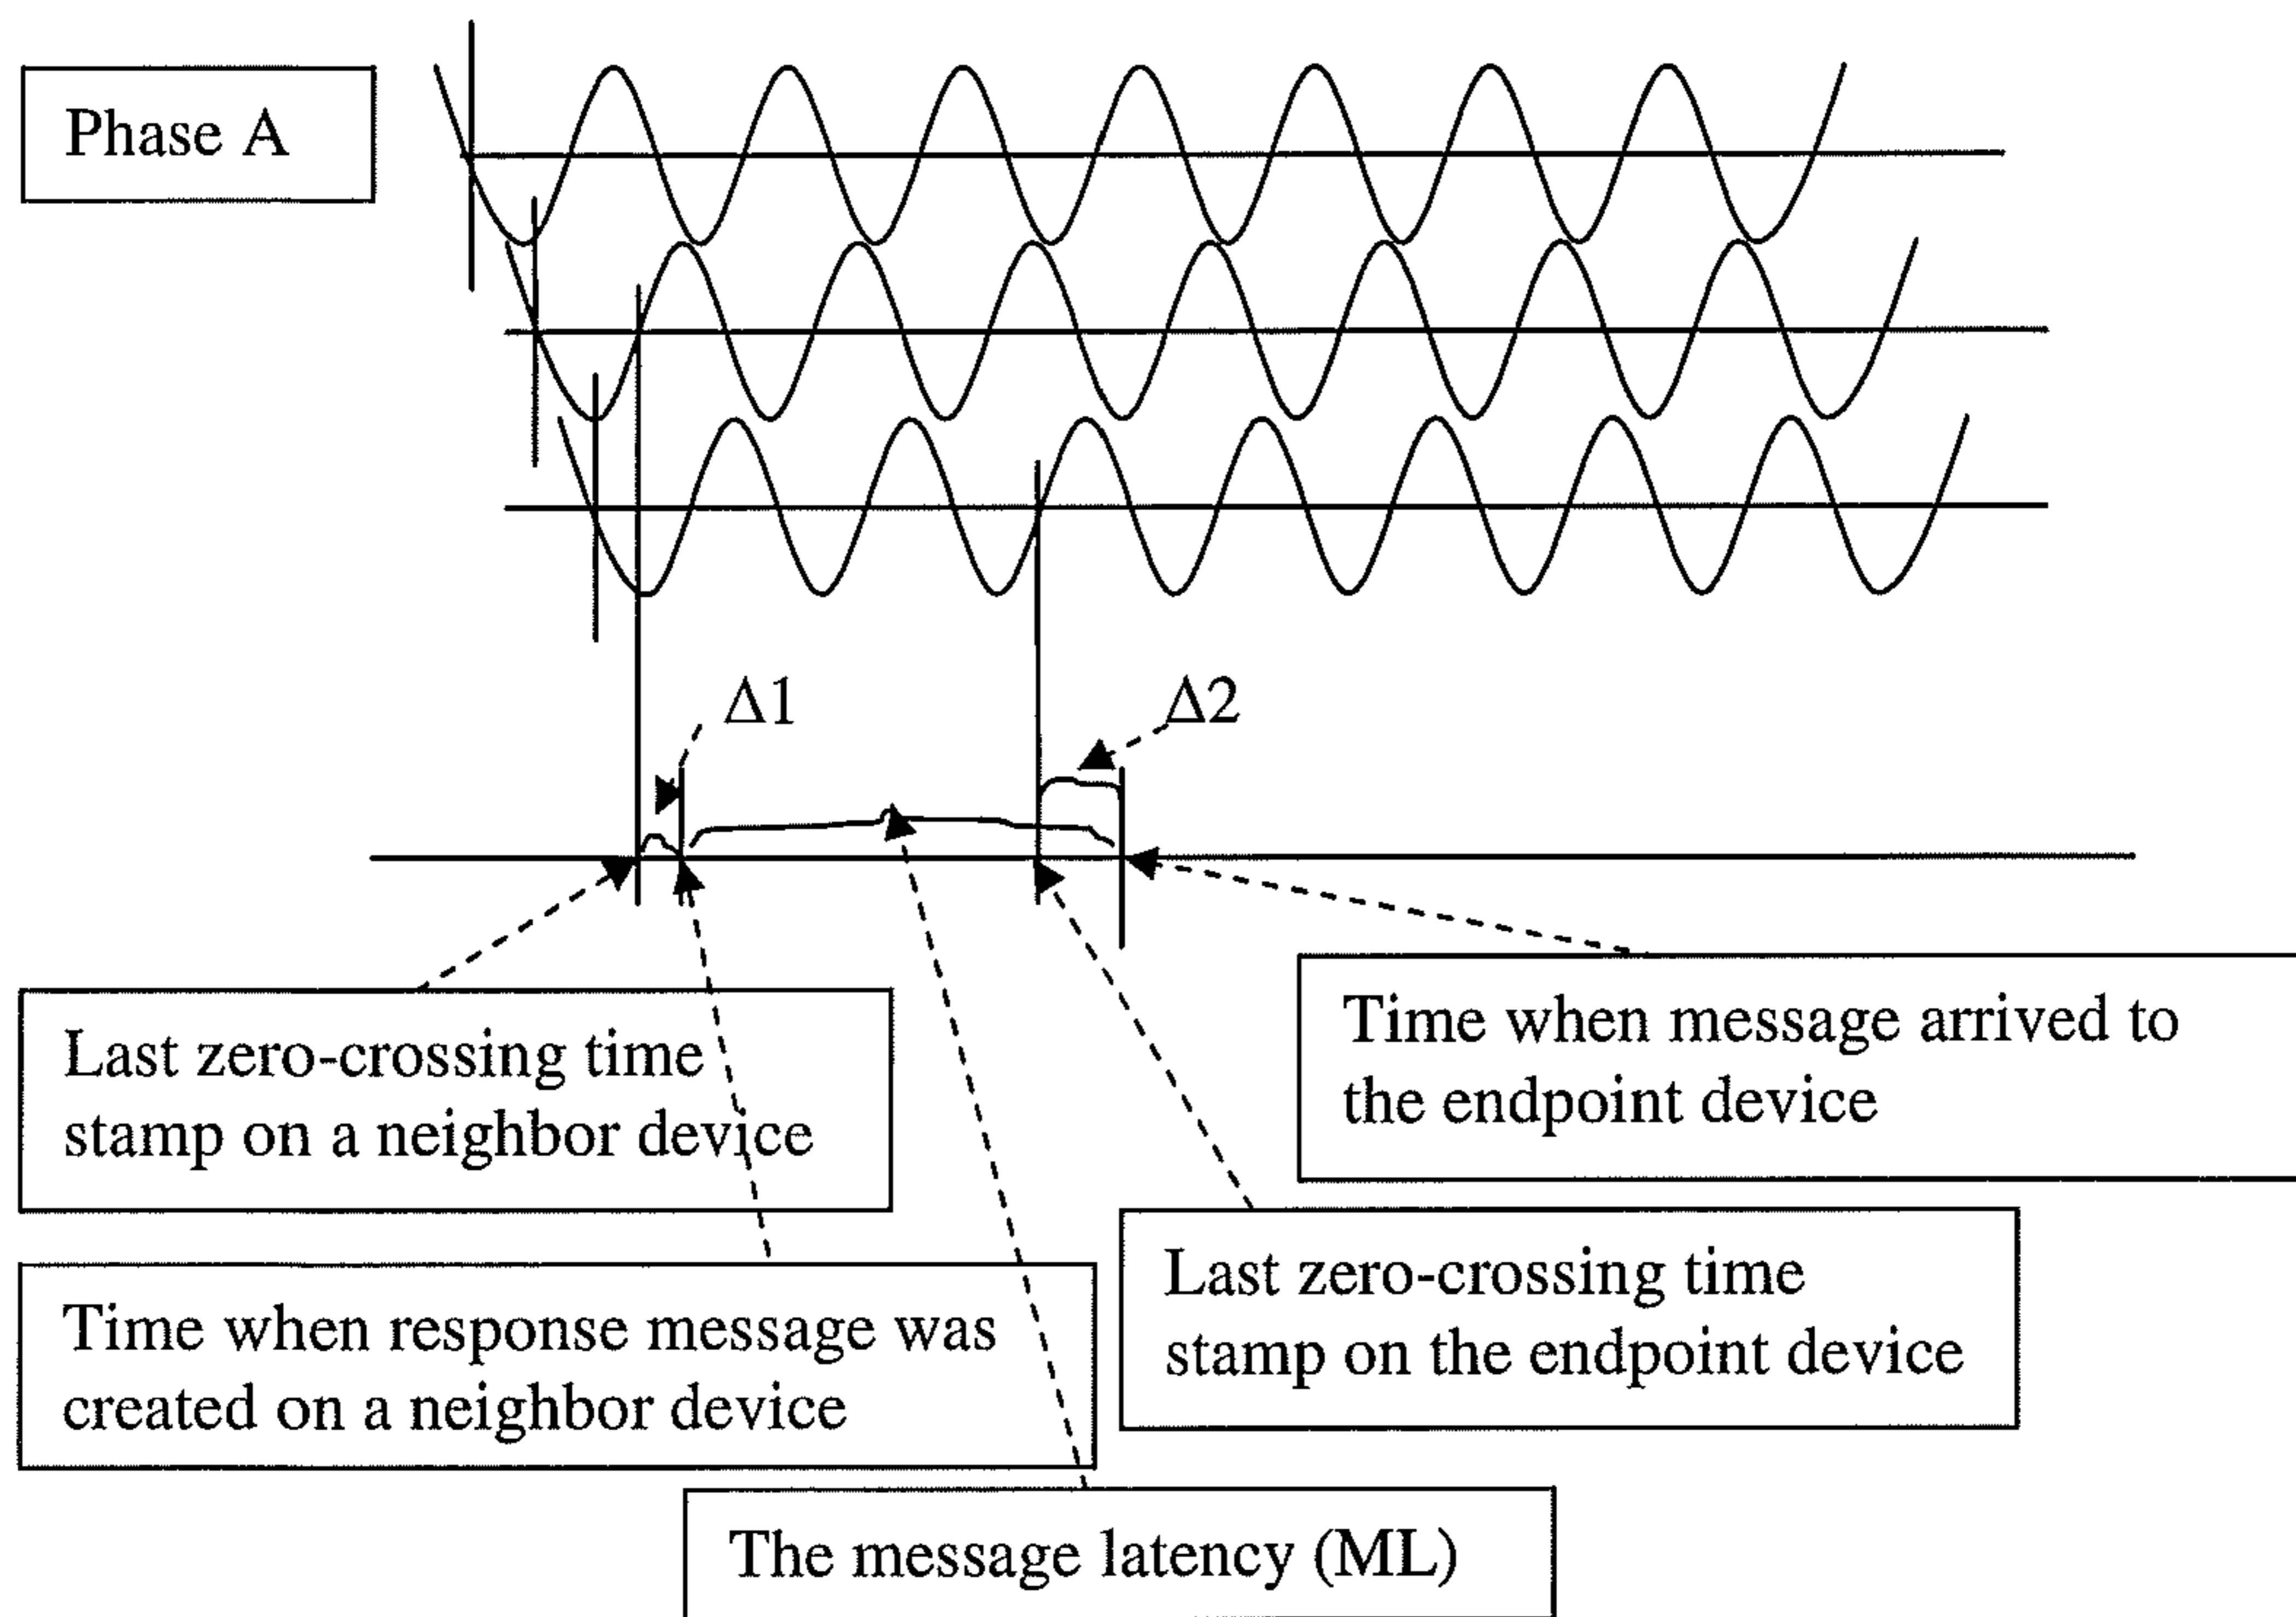 Phase A
Δ1
Δ2
Last zero-crossing time
stamp on a neighbor device
Time when message arrived to
the endpoint device
Time when response message was
created on a neighbor device
Last zero-crossing time
stamp on the endpoint device
The message latency (ML)